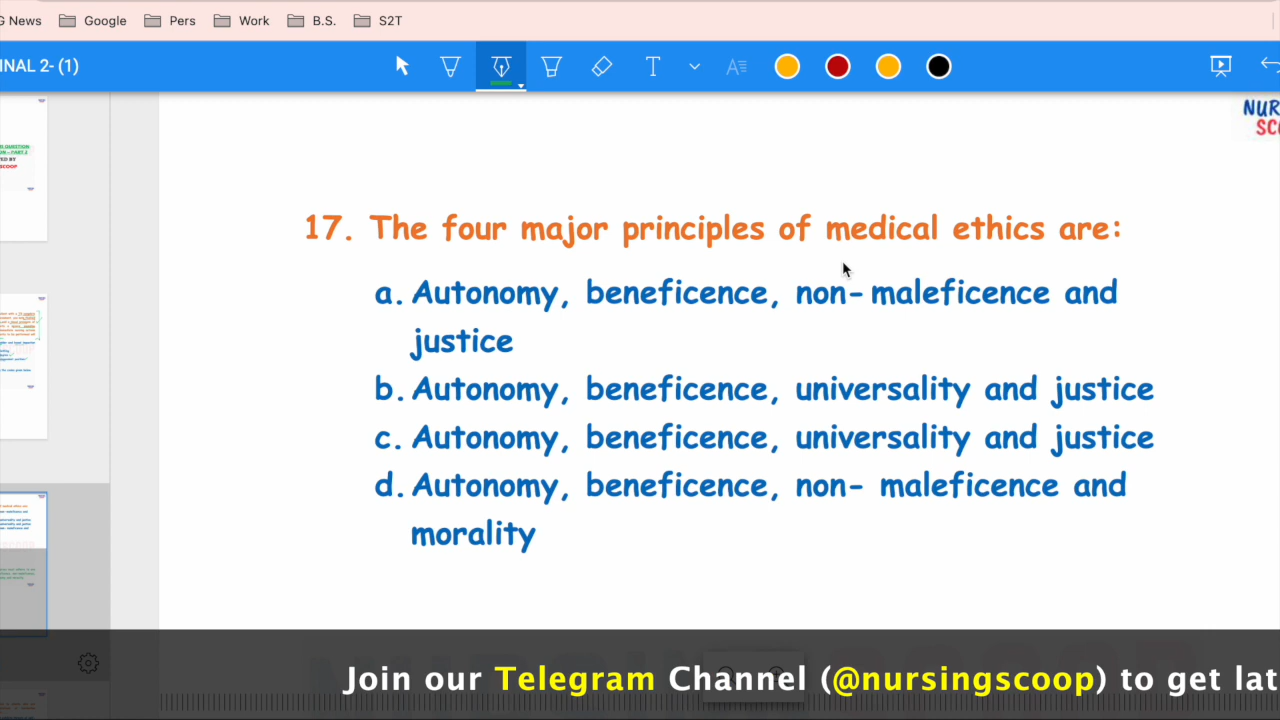 G News Google Pers Work B.S. S2T
INAL 2- (1)
T A
NUR
SC
17. The four major principles of medical ethics are:
a. Autonomy, beneficence, non- maleficence and
justice
b. Autonomy, beneficence, universality and justice
c. Autonomy, beneficence, universality and justice
d. Autonomy, beneficence, non- maleficence and
morality
Join our Telegram Channel (@nursingscoop) to get lat